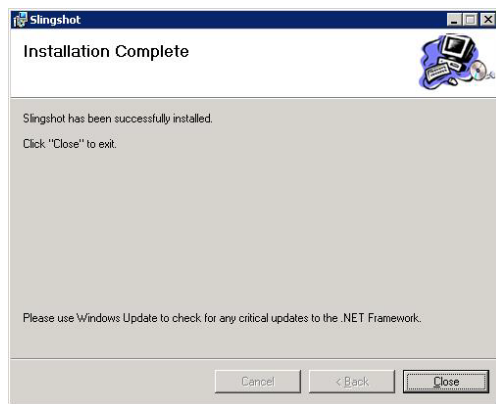 Slingshot
Installation Complete
Slingshot has been successfully installed.
Click "Close" to exit.
Please use Windows Update to check for any critical updates to the .NET Framework.
Cancel
< Back
Close